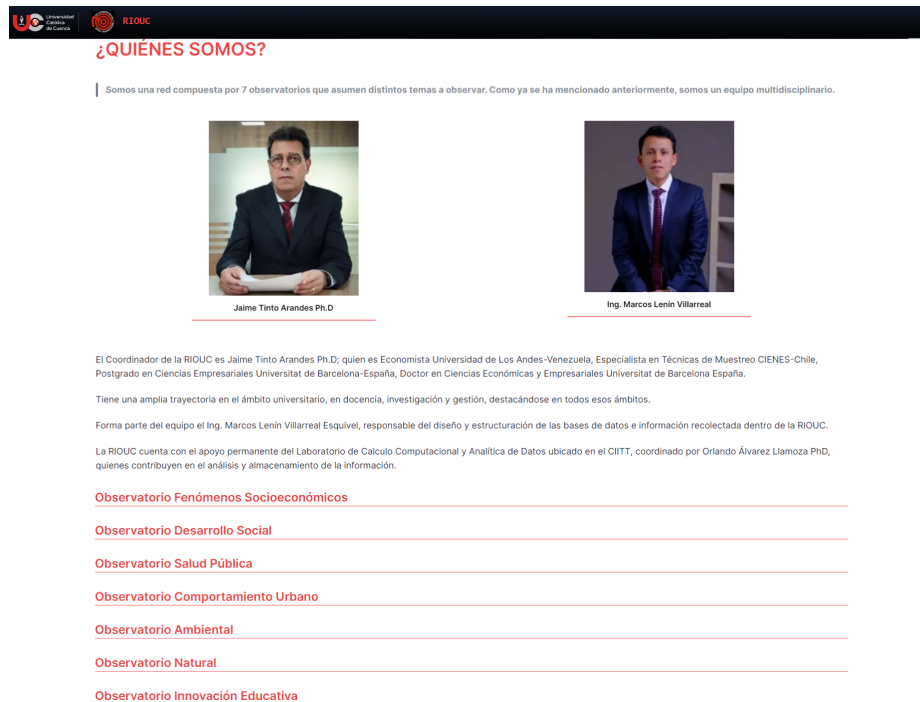 Universidad
Católica
de Cuenca
RIOUC
¿QUIÉNES SOMOS?
Somos una red compuesta por 7 observatorios que asumen distintos temas a observar. Como ya se ha mencionado anteriormente, somos un equipo multidisciplinario.
Jaime Tinto Arandes Ph.D
Ing. Marcos Lenín Villarreal
El Coordinador de la RIOUC es Jaime Tinto Arandes Ph.D; quien es Economista Universidad de Los Andes-Venezuela, Especialista en Técnicas de Muestreo CIENES-Chile,
Postgrado en Ciencias Empresariales Universitat de Barcelona-España, Doctor en Ciencias Económicas y Empresariales Universitat de Barcelona España.
Tiene una amplia trayectoria en el ámbito universitario, en docencia, investigación y gestión, destacándose en todos esos ámbitos.
Forma parte del equipo el Ing. Marcos Lenín Villarreal Esquivel, responsable del diseño y estructuración de las bases de datos e información recolectada dentro de la RIOUC.
La RIOUC cuenta con el apoyo permanente del Laboratorio de Calculo Computacional y Analítica de Datos ubicado en el CIITT, coordinado por Orlando Álvarez Llamoza PhD,
quienes contribuyen en el análisis y almacenamiento de la información.
Observatorio Fenómenos Socioeconómicos
Observatorio Desarrollo Social
Observatorio Salud Pública
Observatorio Comportamiento Urbano
Observatorio Ambiental
Observatorio Natural
Observatorio Innovación Educativa